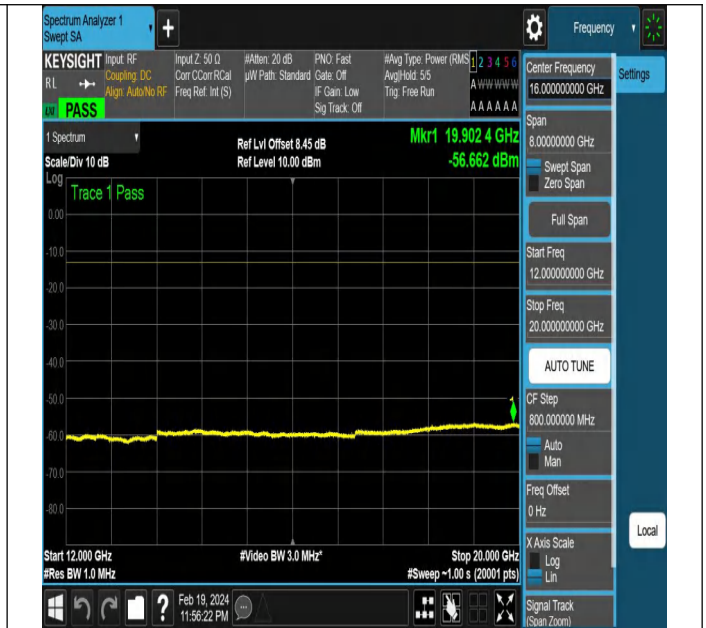 Spectrum Analyzer 1
Swept SA
Frequency
KEYSIGHT
RL
PASS
Input: RF
Coupling: DC
Align: Auto/No RF
Input Z: 50 Ω
Corr CCorr RCal
Freq Ref: Int (S)
#Atten: 20 dB
µW Path: Standard
PNO: Fast
Gate: Off
IF Gain: Low
Sig Track: Off
#Avg Type: Power (RMS
Avg|Hold: 5/5
Trig: Free Run
1 2 3 4 5 6
A W W W W W
A A A A A A
1 Spectrum
Scale/Div 10 dB
Ref Lvl Offset 8.45 dB
Ref Level 10.00 dBm
Mkr1 19.902 4 GHz
-56.662 dBm
Log
Trace 1 Pass
0.00
-10.0
-20.0
-30.0
-40.0
-50.0
-60.0
-70.0
-80.0
1
Start 12.000 GHz
#Res BW 1.0 MHz
#Video BW 3.0 MHz*
Stop 20.000 GHz
#Sweep ~1.00 s (20001 pts)
Feb 19, 2024
11:56:22 PM
?
Center Frequency
16.000000000 GHz
Settings
Span
8.00000000 GHz
Swept Span
Zero Span
Full Span
Start Freq
12.000000000 GHz
Stop Freq
20.000000000 GHz
AUTO TUNE
CF Step
800.000000 MHz
Auto
Man
Freq Offset
0 Hz
X Axis Scale
Log
Lin
Local
Signal Track
(Span Zoom)